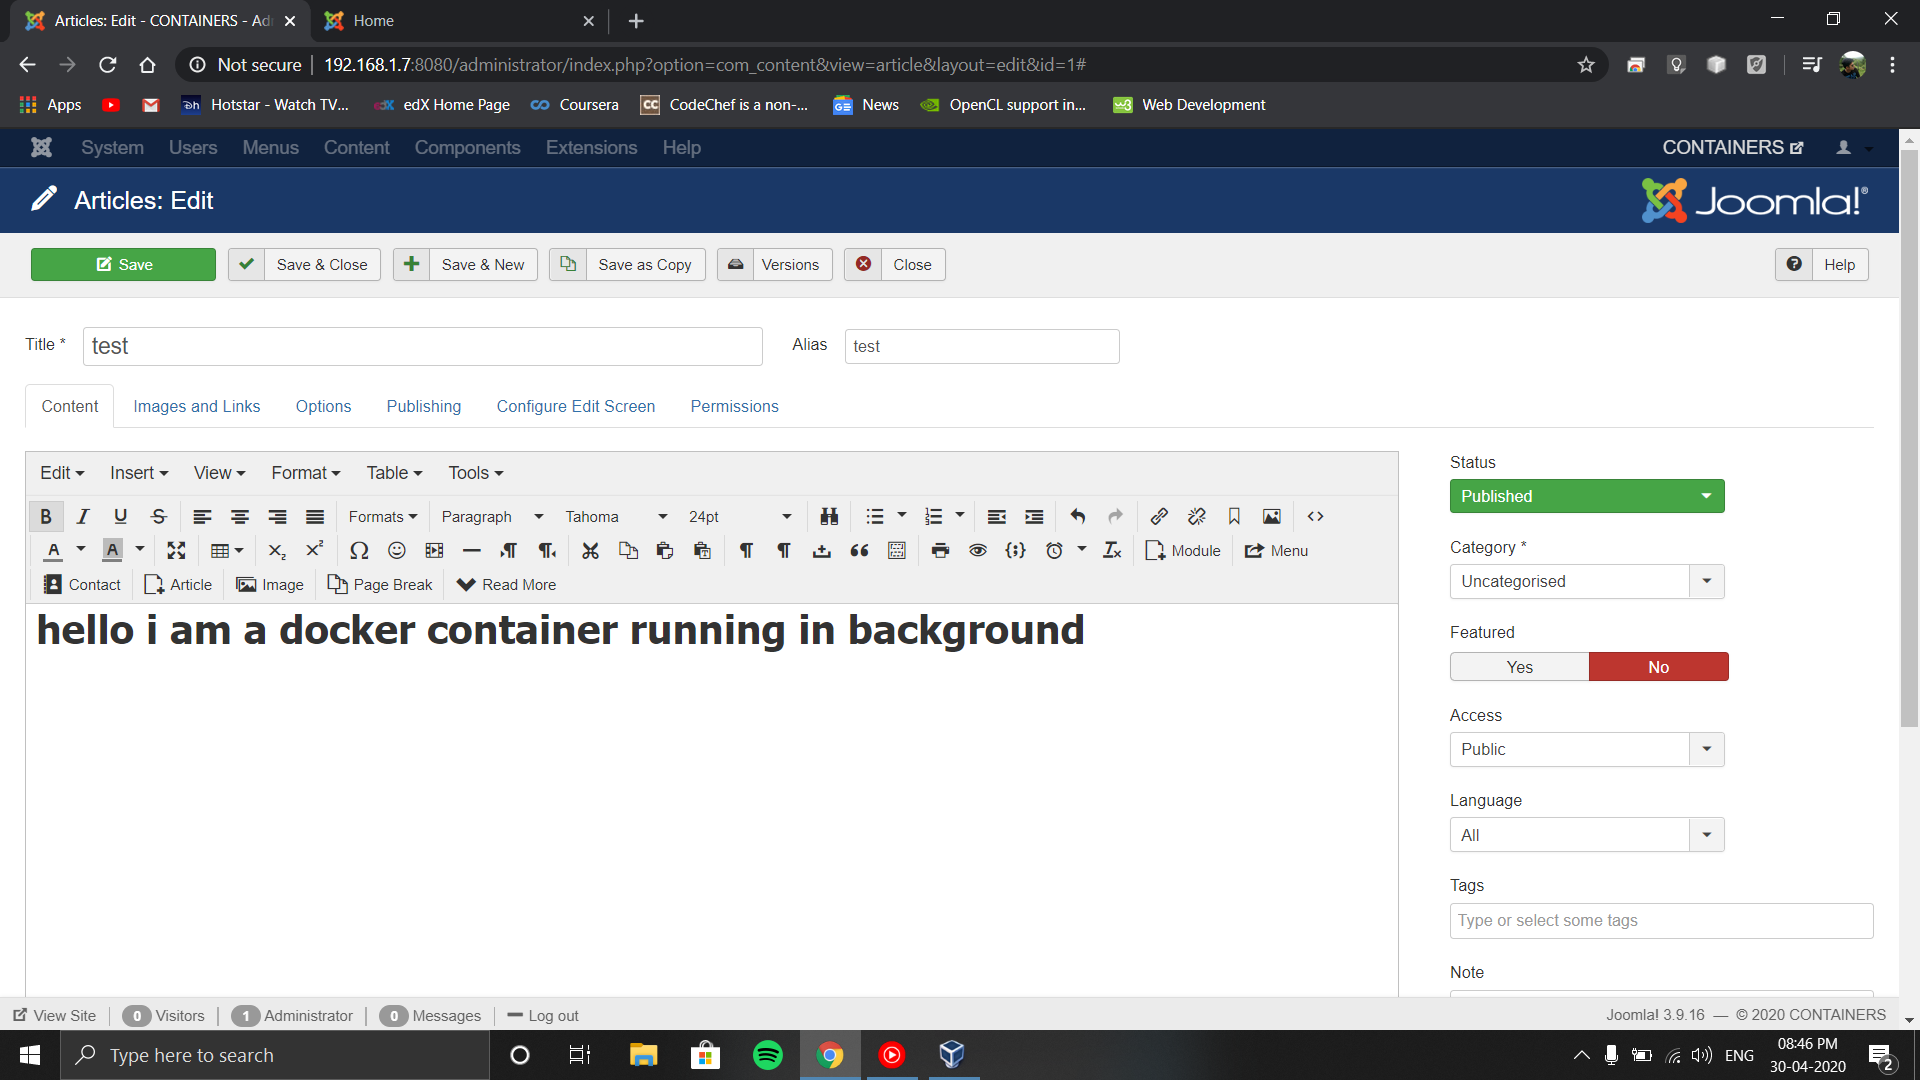 Articles: Edit - CONTAINERS - Ad
Home
Not secure
192.168.1.7:8080/administrator/index.php?option=com_content&view=article&layout=edit&id=1#
Apps
Hotstar - Watch TV...
edX Home Page
Coursera
CodeChef is a non-...
News
OpenCL support in...
Web Development
System
Users
Menus
Content
Components
Extensions
Help
CONTAINERS
Articles: Edit
Joomla!®
Save
Save & Close
Save & New
Save as Copy
Versions
Close
Help
Title *
test
Alias
test
Content
Images and Links
Options
Publishing
Configure Edit Screen
Permissions
Edit
Insert
View
Format
Table
Tools
Formats
Paragraph
Tahoma
24pt
Module
Menu
Contact
Article
Image
Page Break
Read More
hello i am a docker container running in background
Status
Published
Category *
Uncategorised
Featured
Yes
No
Access
Public
Language
All
Tags
Type or select some tags
Note
View Site
0 Visitors
1 Administrator
0 Messages
Log out
Joomla! 3.9.16 — © 2020 CONTAINERS
Type here to search
ENG
08:46 PM
30-04-2020
2